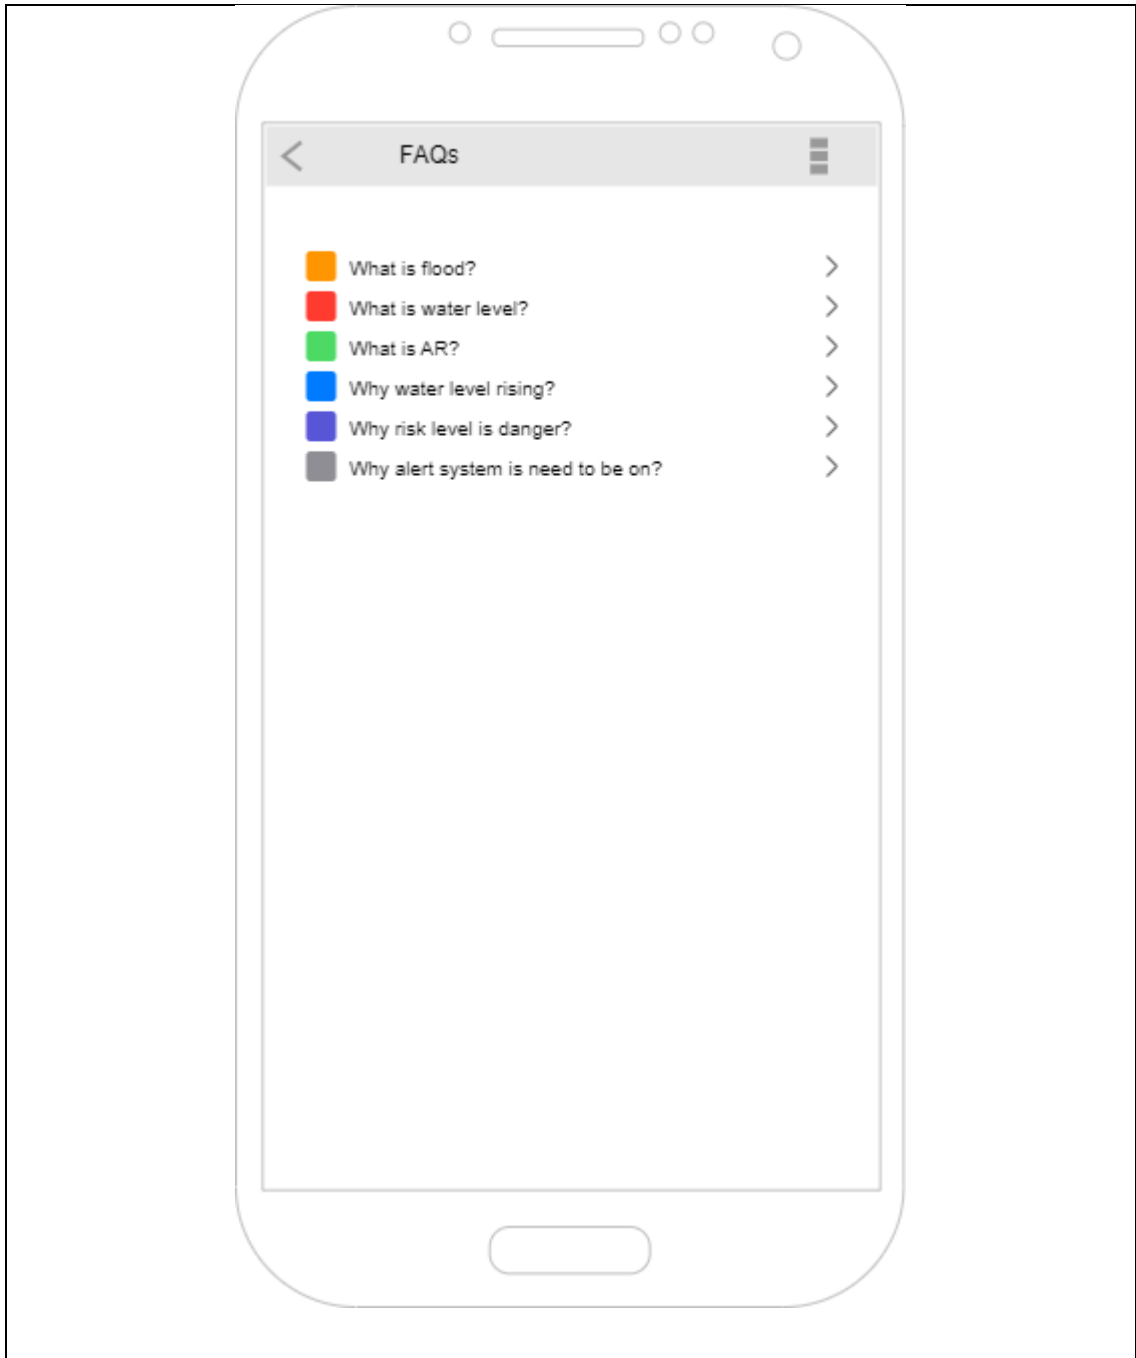 FAQs
What is flood?
What is water level?
What is AR?
Why water level rising?
Why risk level is danger?
Why alert system is need to be on?